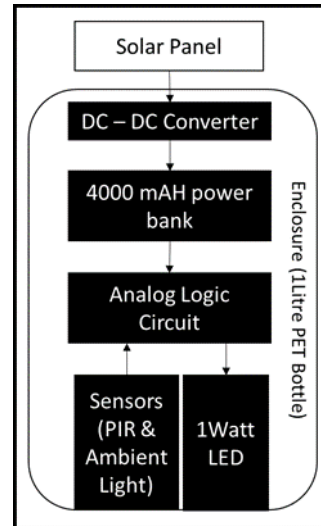 Solar Panel
DC – DC Converter
4000 mAH power
bank
Analog Logic
Circuit
Sensors
(PIR &
Ambient
Light)
1Watt
LED
Enclosure (1Litre PET Bottle)